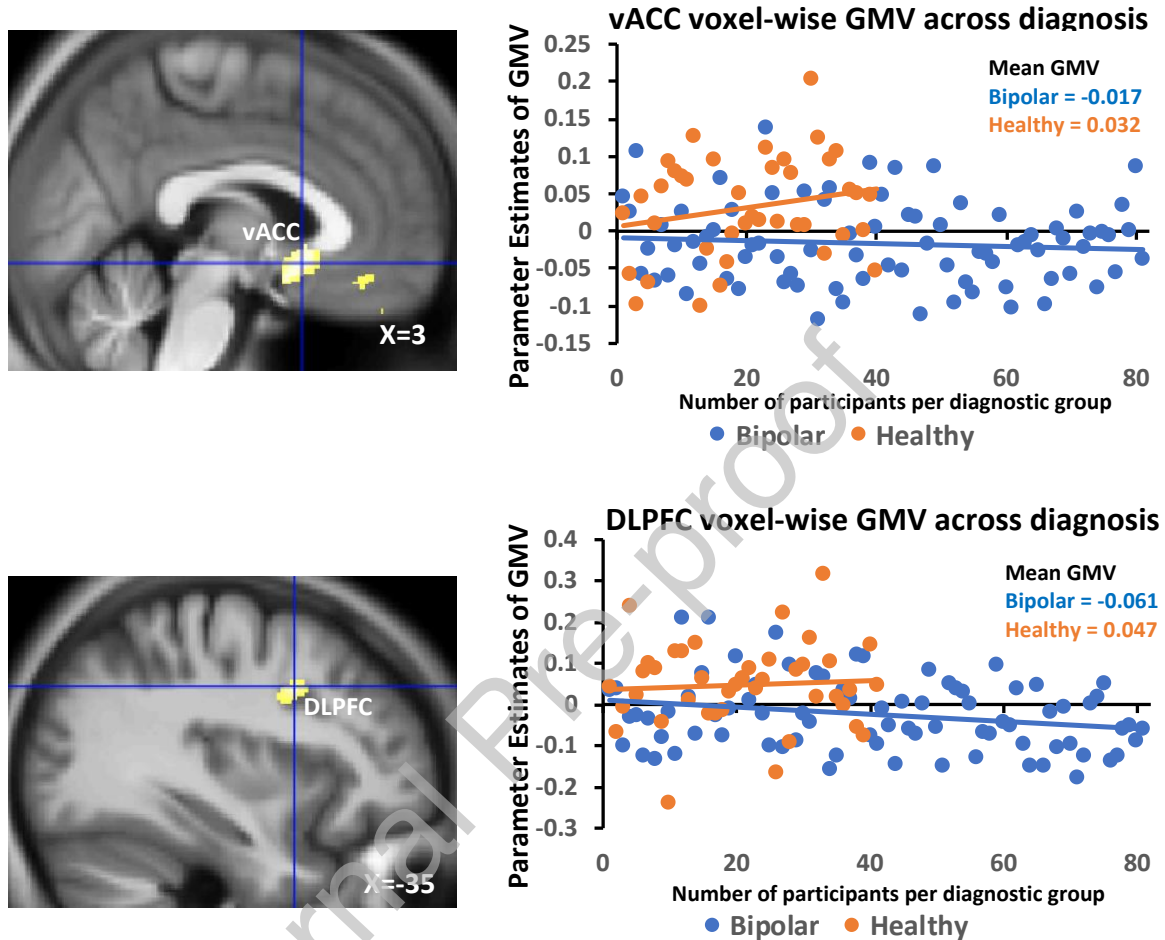 vACC
X=3
vACC voxel-wise GMV across diagnosis
Parameter Estimates of GMV
0.25
0.2
0.15
0.1
0.05
0
-0.05
-0.1
-0.15
Mean GMV
Bipolar = -0.017
Healthy = 0.032
0 20 40 60 80
Number of participants per diagnostic group
Bipolar Healthy
DLPFC
X=-35
DLPFC voxel-wise GMV across diagnosis
Parameter Estimates of GMV
0.4
0.3
0.2
0.1
0
-0.1
-0.2
-0.3
Mean GMV
Bipolar = -0.061
Healthy = 0.047
0 20 40 60 80
Number of participants per diagnostic group
Bipolar Healthy
rnal Pre-proof